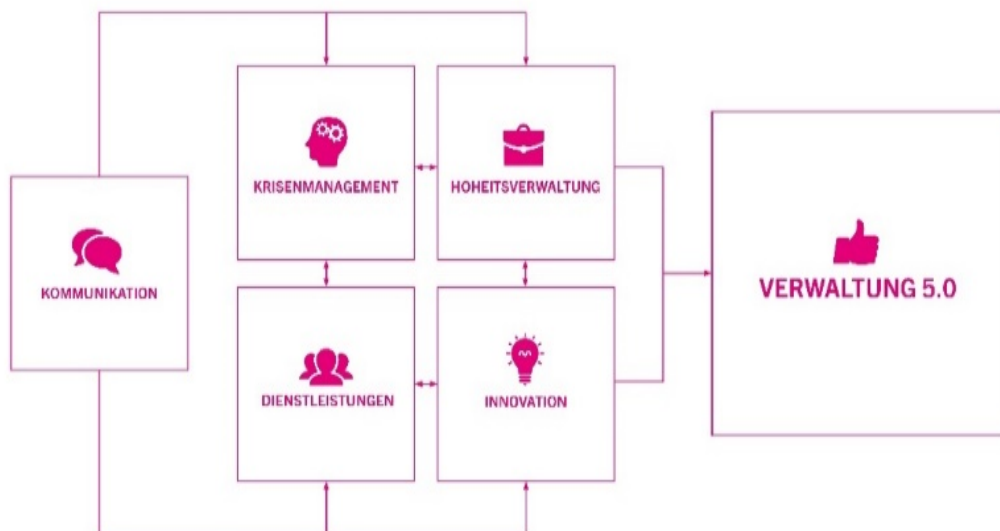 KRISENMANAGEMENT
HOHEITSVERWALTUNG
KOMMUNIKATION
VERWALTUNG 5.0
DIENSTLEISTUNGEN
INNOVATION